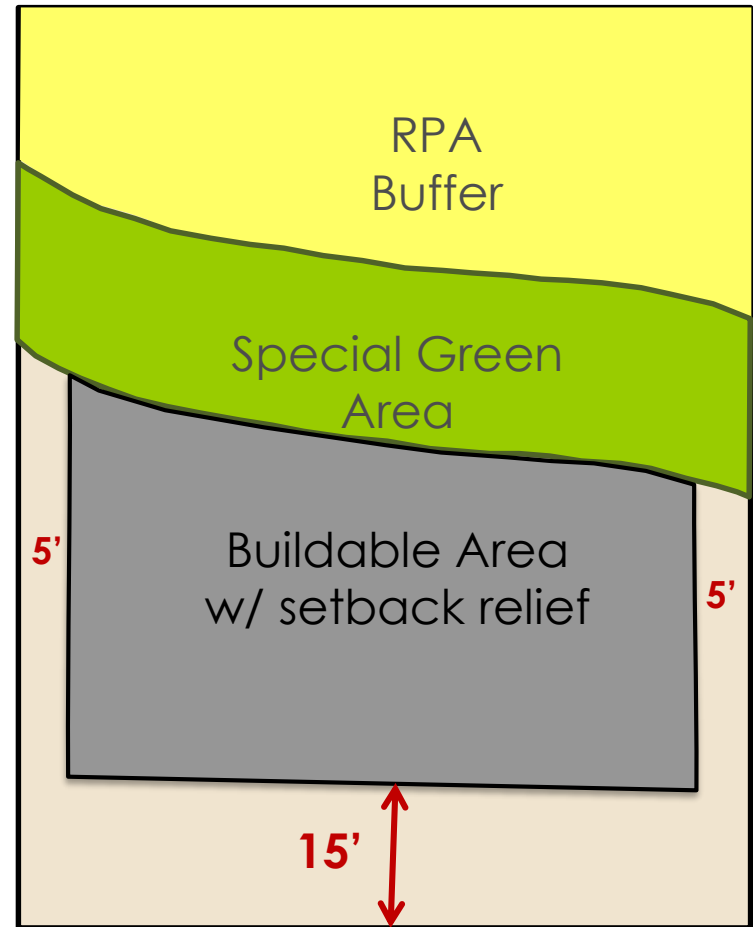 RPA
Buffer
Special Green
Area
5’
Buildable Area
w/ setback relief
5’
15’